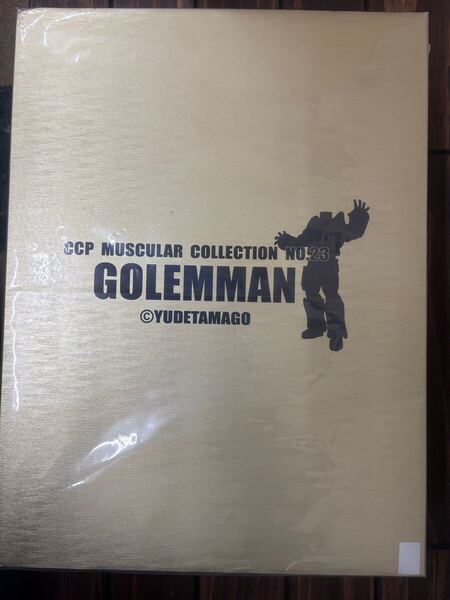 CCP MUSCULAR COLLECTION NO.23
GOLEMMAN
©YUDETAMAGO